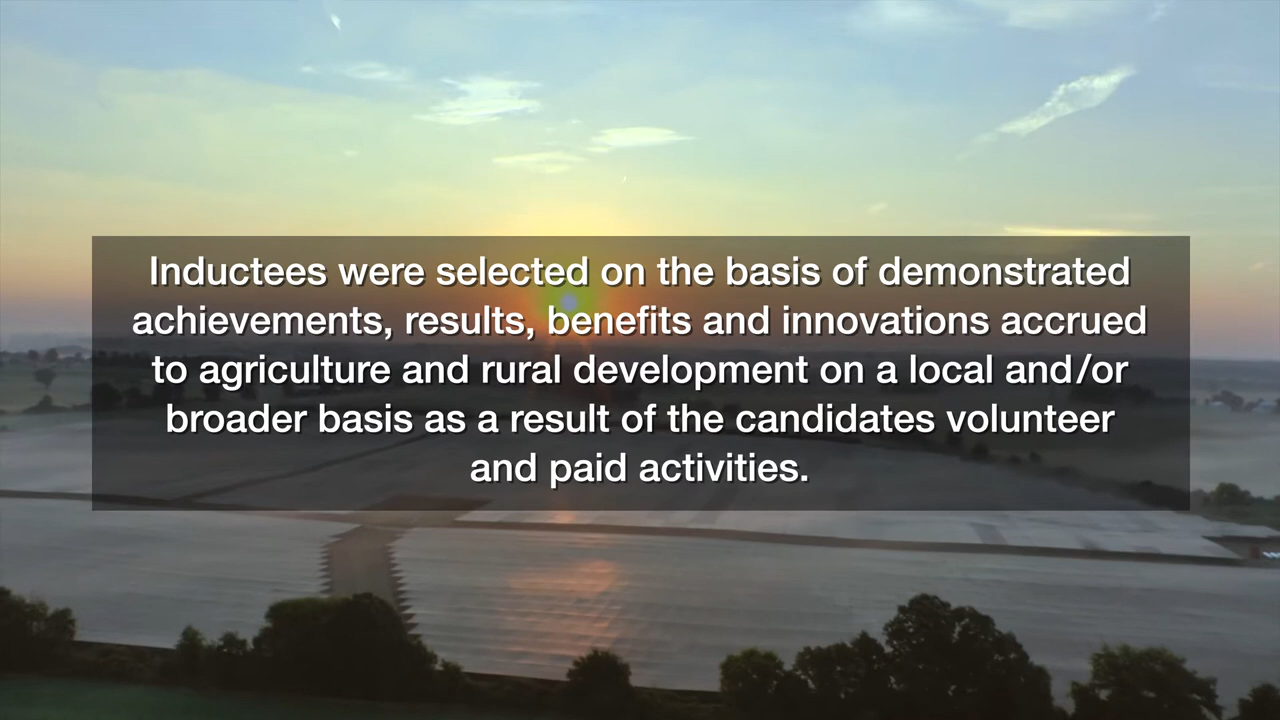 Inductees were selected on the basis of demonstrated
achievements, results, benefits and innovations accrued
to agriculture and rural development on a local and/or
broader basis as a result of the candidates volunteer
and paid activities.